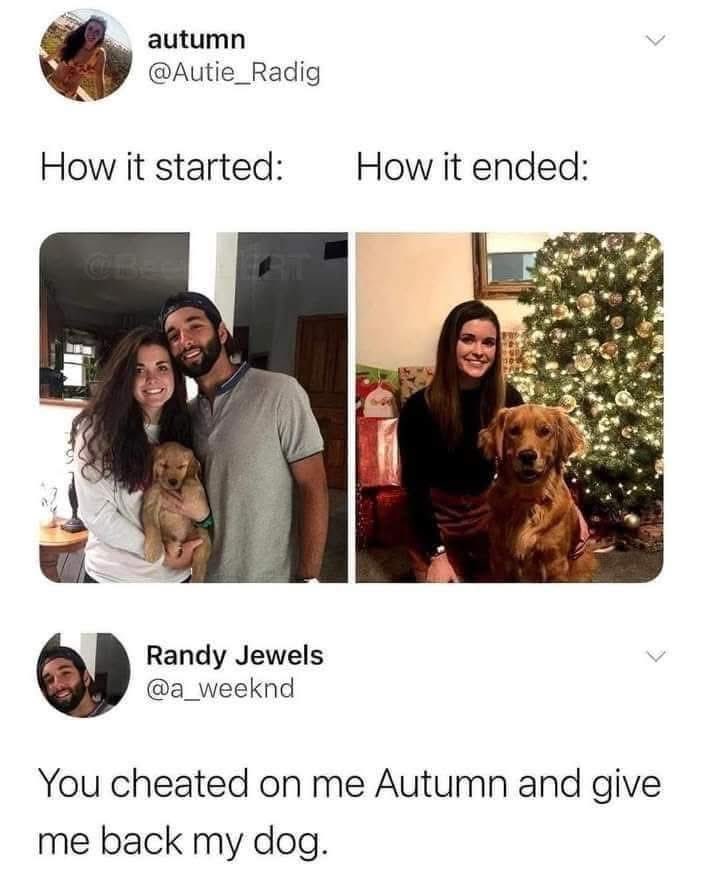 autumn
@Autie_Radig
How it started: How it ended:
Randy Jewels
@a_weeknd
You cheated on me Autumn and give
me back my dog.